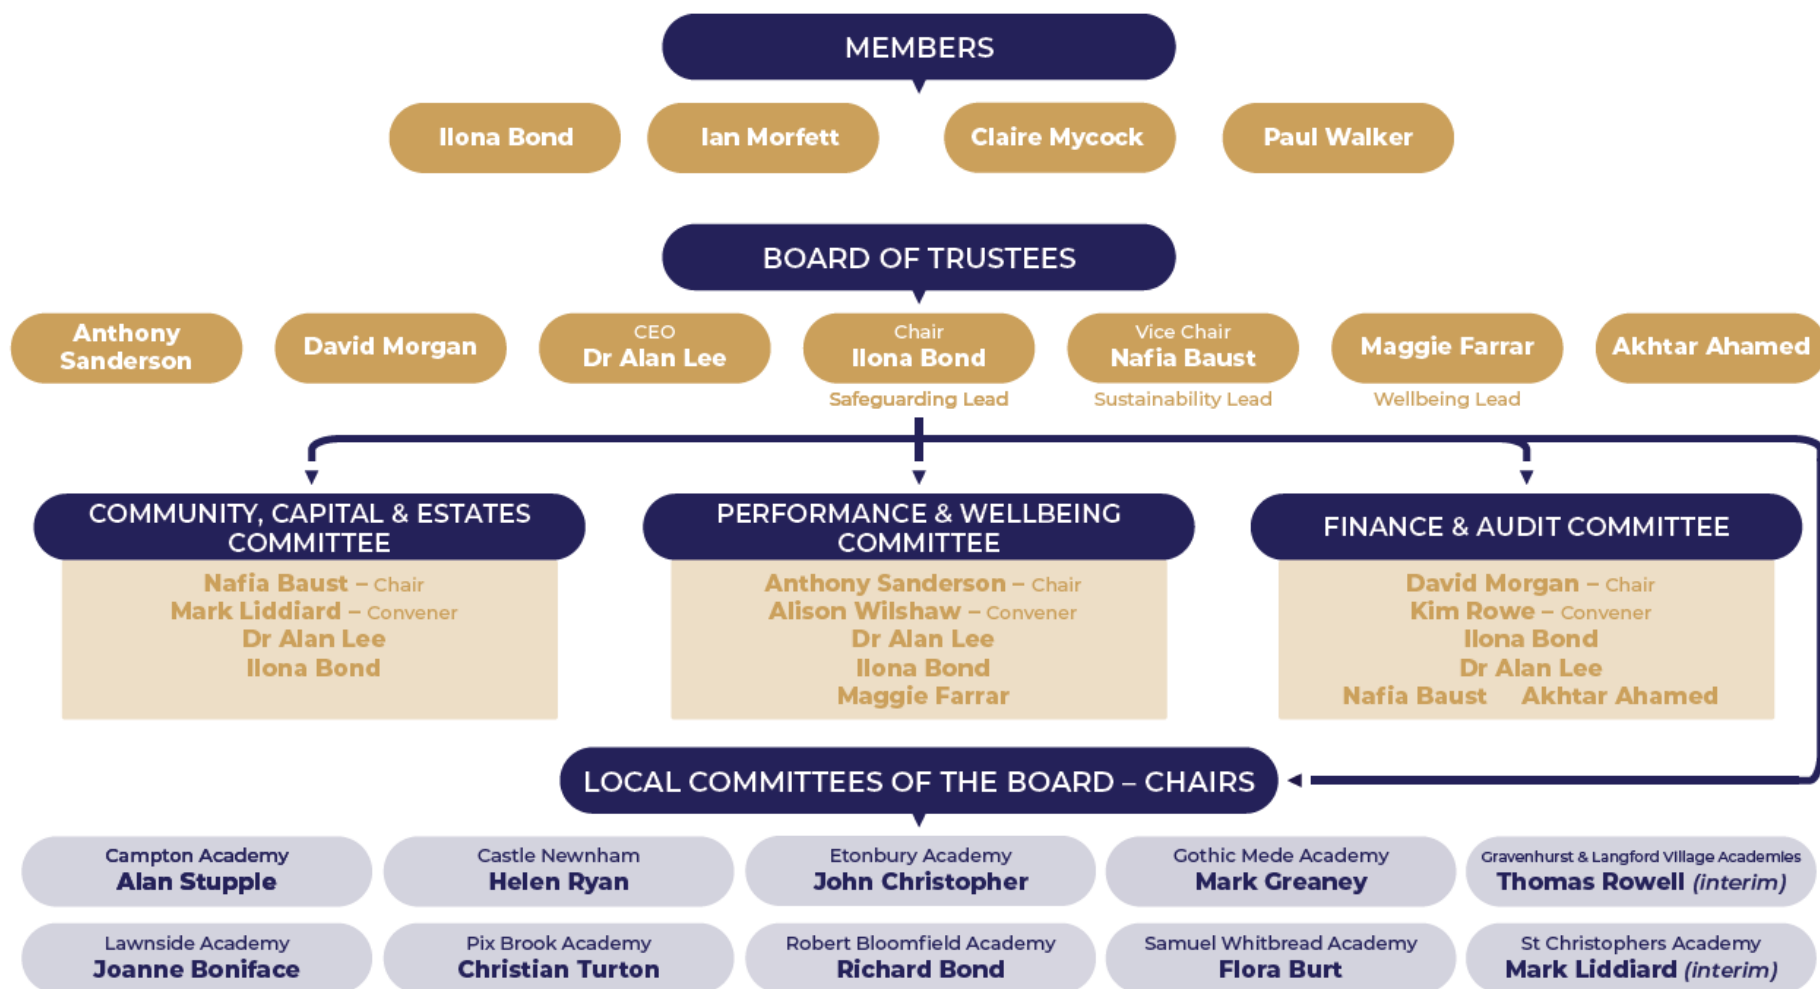 MEMBERS
Ilona Bond
Ian Morfett
Claire Mycock
Paul Walker
BOARD OF TRUSTEES
Anthony
Sanderson
David Morgan
CEO
Dr Alan Lee
Chair
Ilona Bond
Safeguarding Lead
Vice Chair
Nafia Baust
Sustainability Lead
Maggie Farrar
Wellbeing Lead
Akhtar Ahamed
COMMUNITY, CAPITAL & ESTATES
COMMITTEE
Nafia Baust – Chair
Mark Liddiard – Convener
Dr Alan Lee
Ilona Bond
PERFORMANCE & WELLBEING
COMMITTEE
Anthony Sanderson – Chair
Alison Wilshaw – Convener
Dr Alan Lee
Ilona Bond
Maggie Farrar
FINANCE & AUDIT COMMITTEE
David Morgan – Chair
Kim Rowe – Convener
Ilona Bond
Dr Alan Lee
Nafia Baust Akhtar Ahamed
LOCAL COMMITTEES OF THE BOARD – CHAIRS
Campton Academy
Alan Stupple
Castle Newnham
Helen Ryan
Etonbury Academy
John Christopher
Gothic Mede Academy
Mark Greaney
Gravenhurst & Langford Village Academies
Thomas Rowell (interim)
Lawnside Academy
Joanne Boniface
Pix Brook Academy
Christian Turton
Robert Bloomfield Academy
Richard Bond
Samuel Whitbread Academy
Flora Burt
St Christophers Academy
Mark Liddiard (interim)